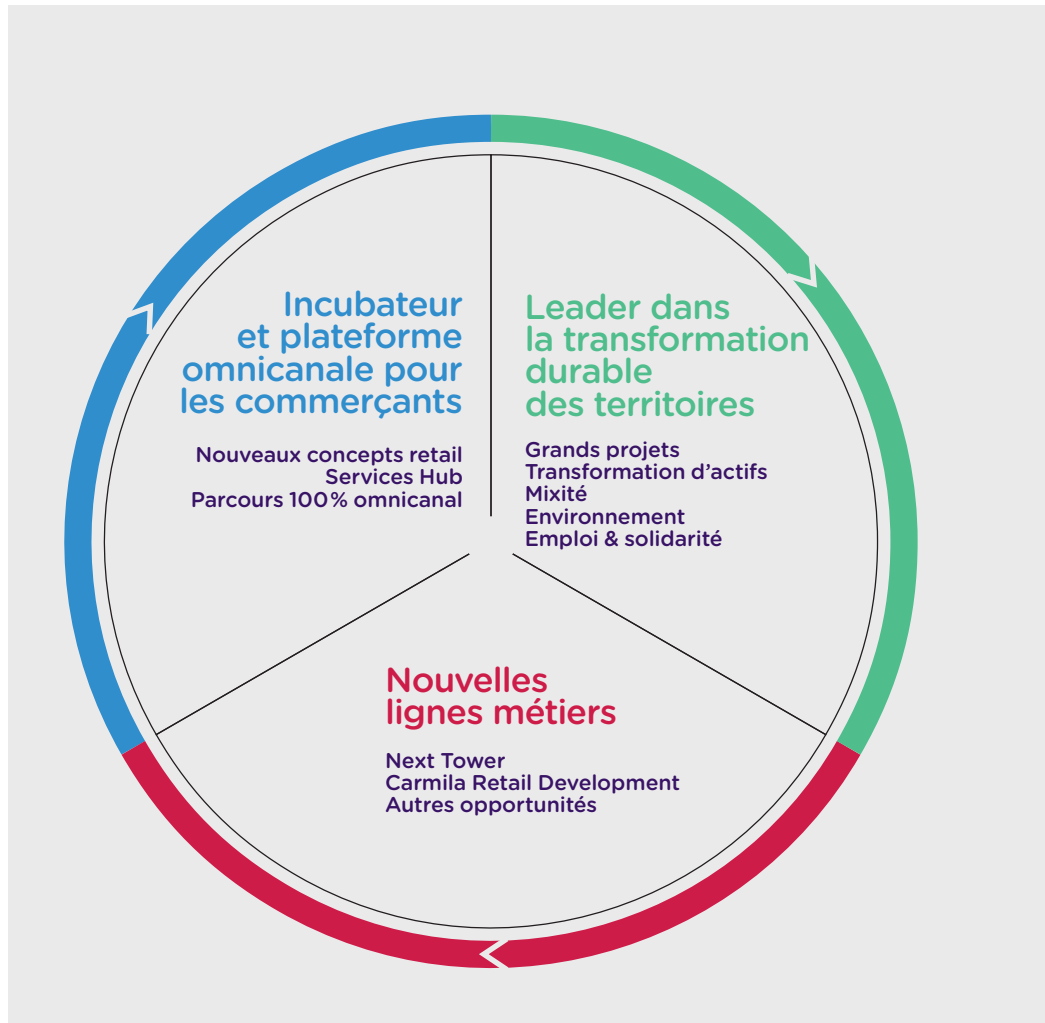 Incubateur
et plateforme
omnicanale pour
les commerçants
Nouveaux concepts retail
Services Hub
Parcours 100% omnicanal
Leader dans
la transformation
durable
des territoires
Grands projets
Transformation d'actifs
Mixité
Environnement
Emploi & solidarité
Nouvelles
lignes métiers
Next Tower
Carmila Retail Development
Autres opportunités